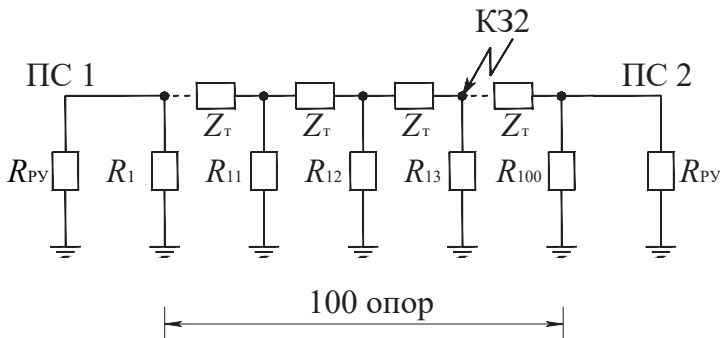 КЗ2
ПС 1
ПС 2
Zт
Zт
Zт
Zт
RРУ
R1
R11
R12
R13
R100
RРУ
100 опор